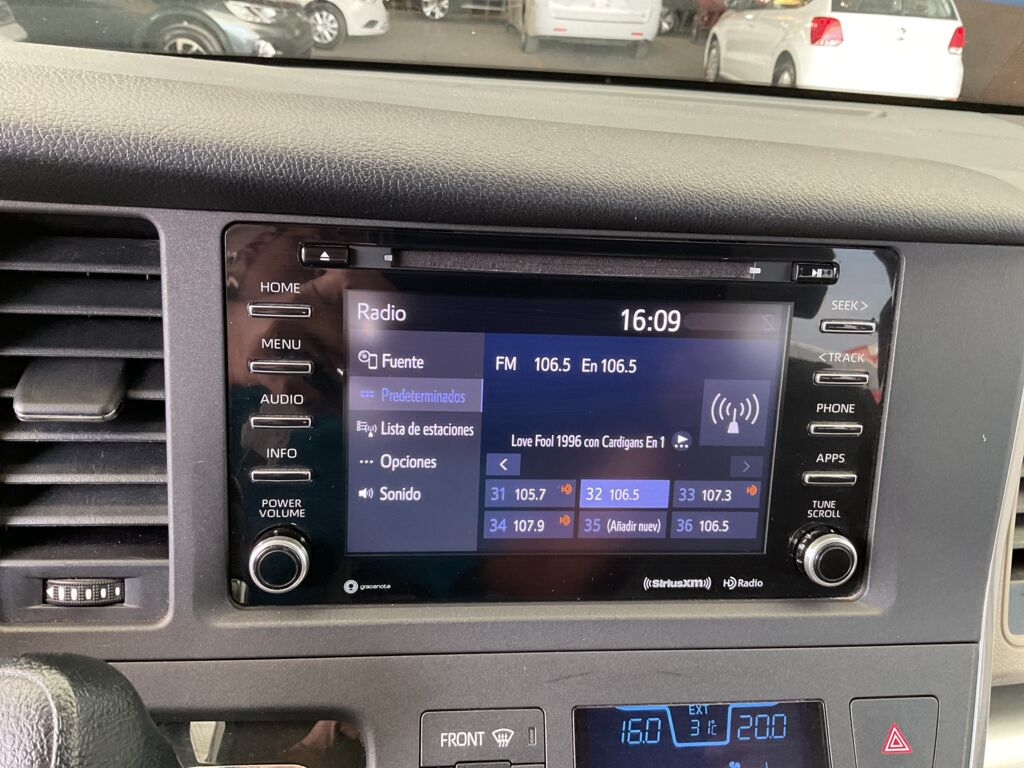 HOME
MENU
AUDIO
INFO
POWER
VOLUME
Radio
16:09
Fuente
Predeterminados
Lista de estaciones
Opciones
Sonido
FM 106.5 En 106.5
Love Fool 1996 con Cardigans En 1
31 105.7
32 106.5
33 107.3
34 107.9
35 (Añadir nuev)
36 106.5
SEEK >
< TRACK
PHONE
APPS
TUNE
SCROLL
gracenote
((SiriusXM))
HD Radio
FRONT
16.0
EXT
31°c
20.0